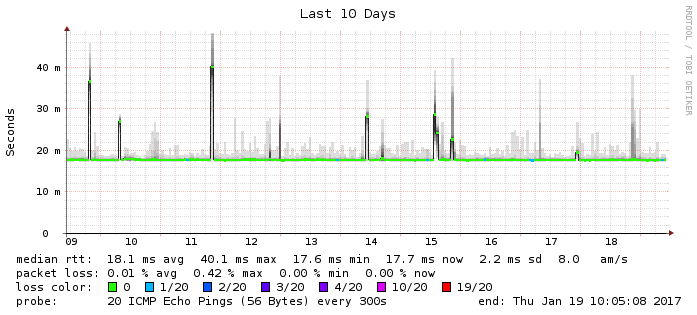 Last 10 Days
RRDTOOL / TOBI OETIKER
Seconds
40 m
30 m
20 m
10 m
0
09 10 11 12 13 14 15 16 17 18
median rtt: 18.1 ms avg 40.1 ms max 17.6 ms min 17.7 ms now 2.2 ms sd 8.0 am/s
packet loss: 0.01 % avg 0.42 % max 0.00 % min 0.00 % now
loss color: 0 1/20 2/20 3/20 4/20 10/20 19/20
probe: 20 ICMP Echo Pings (56 Bytes) every 300s end: Thu Jan 19 10:05:08 2017